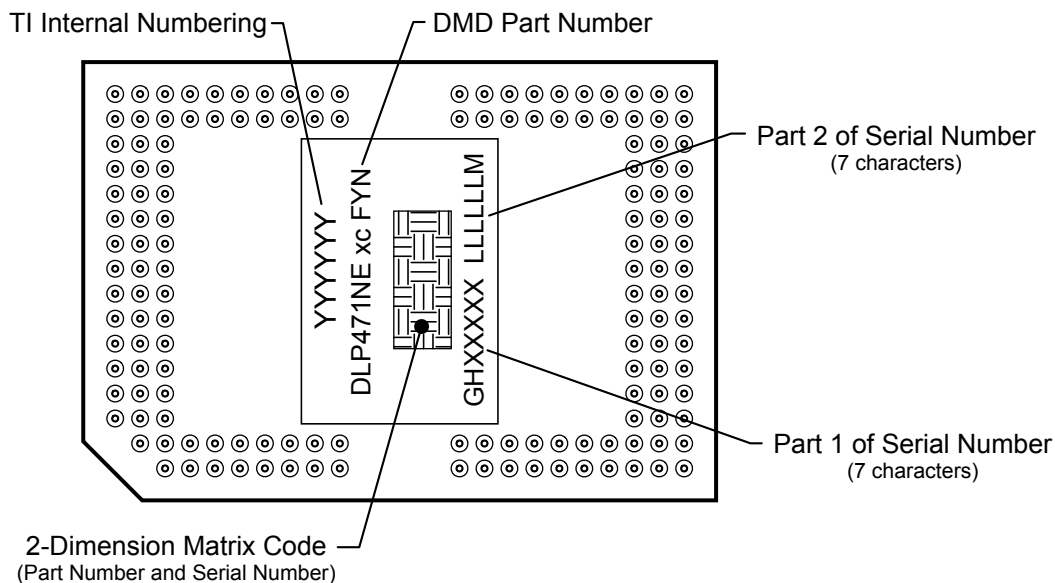 TI Internal Numbering
DMD Part Number
Part 2 of Serial Number
(7 characters)
YYYYYYY
DLP471NE xc FYN
GHXXXXX LLLLLLM
Part 1 of Serial Number
(7 characters)
2-Dimension Matrix Code
(Part Number and Serial Number)